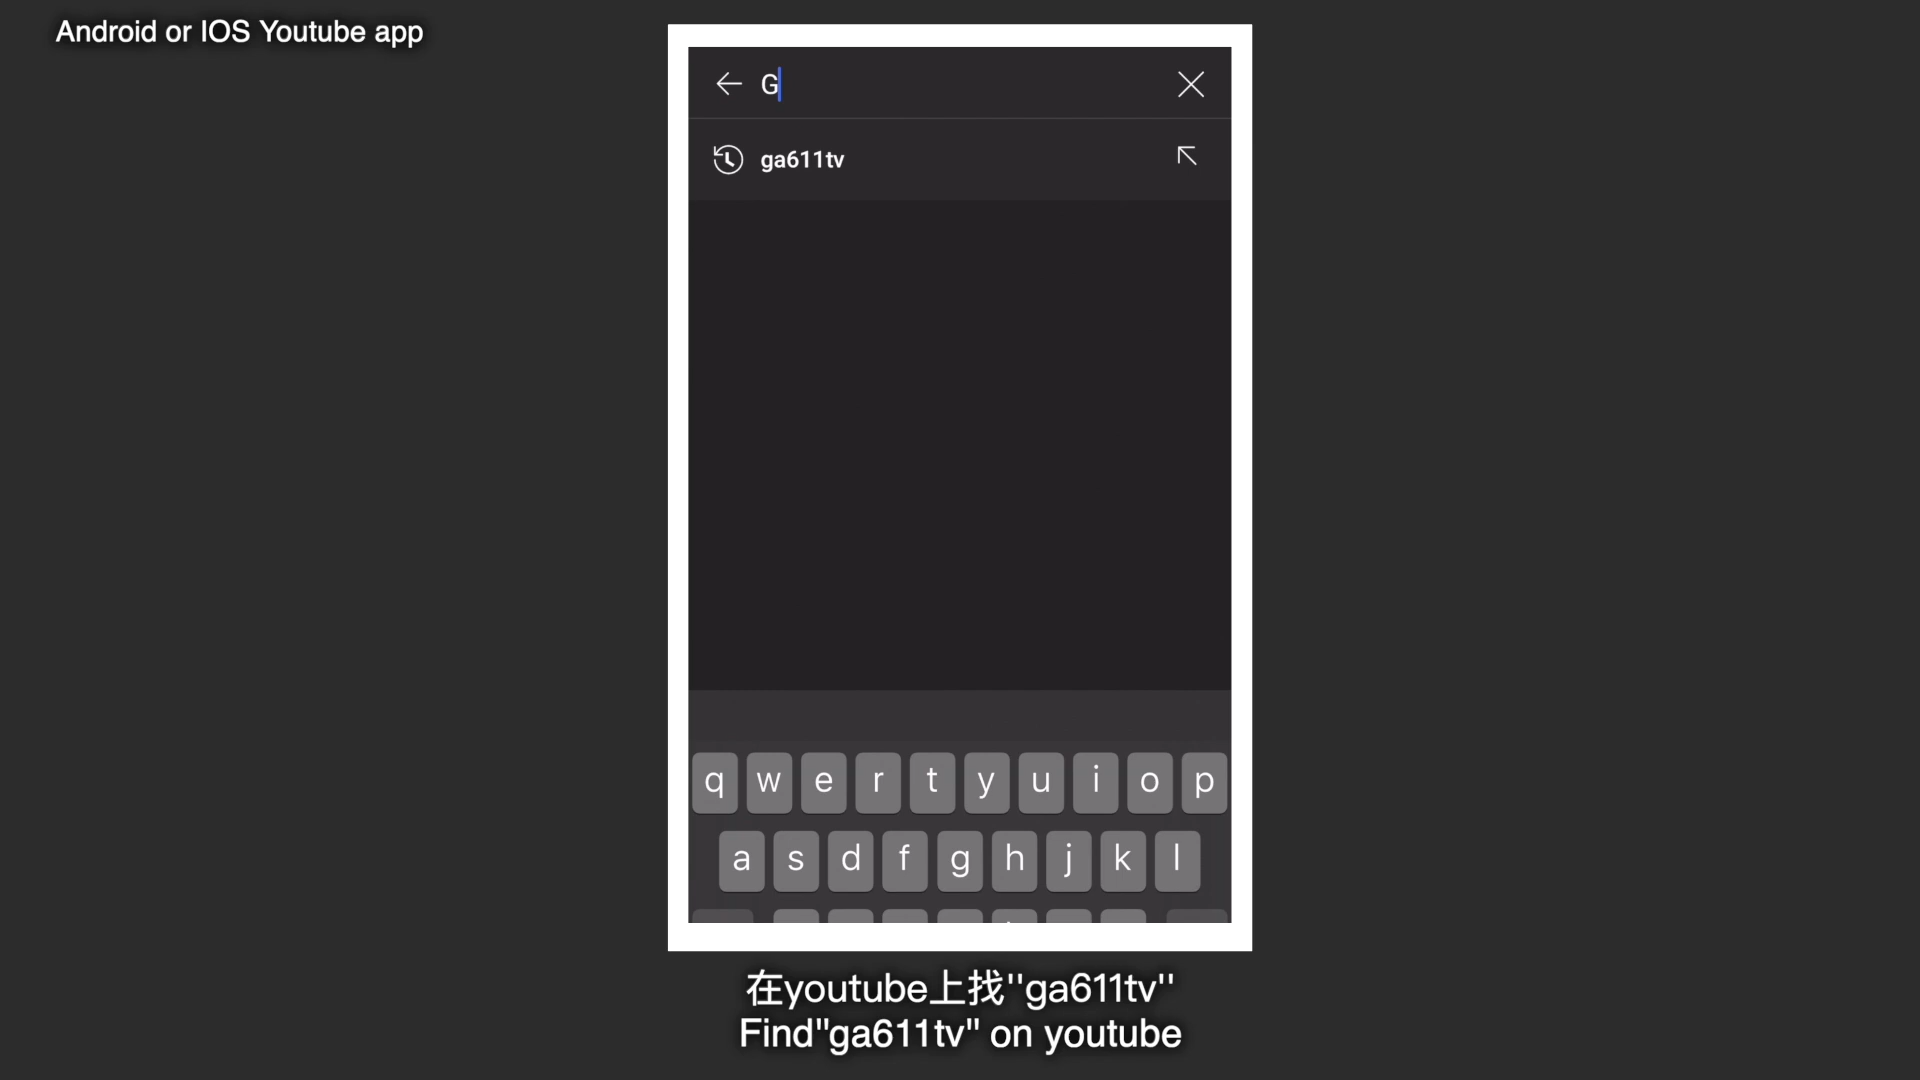 Android or IOS Youtube app
G
ga611tv
q w e r t y u i o p
a s d f g h j k l
在youtube上找''ga611tv''
Find"ga611tv" on youtube